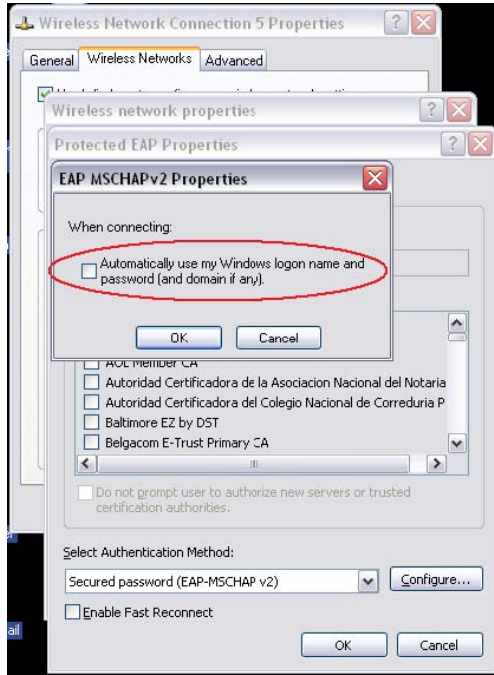 Wireless Network Connection 5 Properties
General Wireless Networks Advanced
Wireless network properties
Protected EAP Properties
EAP MSCHAPv2 Properties
When connecting:
Automatically use my Windows logon name and
password (and domain if any).
OK Cancel
AOL Member CA
Autoridad Certificadora de la Asociacion Nacional del Notaria
Autoridad Certificadora del Colegio Nacional de Correduria P
Baltimore EZ by DST
Belgacom E-Trust Primary CA
Do not prompt user to authorize new servers or trusted
certification authorities.
Select Authentication Method:
Secured password (EAP-MSCHAP v2) Configure...
Enable Fast Reconnect
ail
OK Cancel